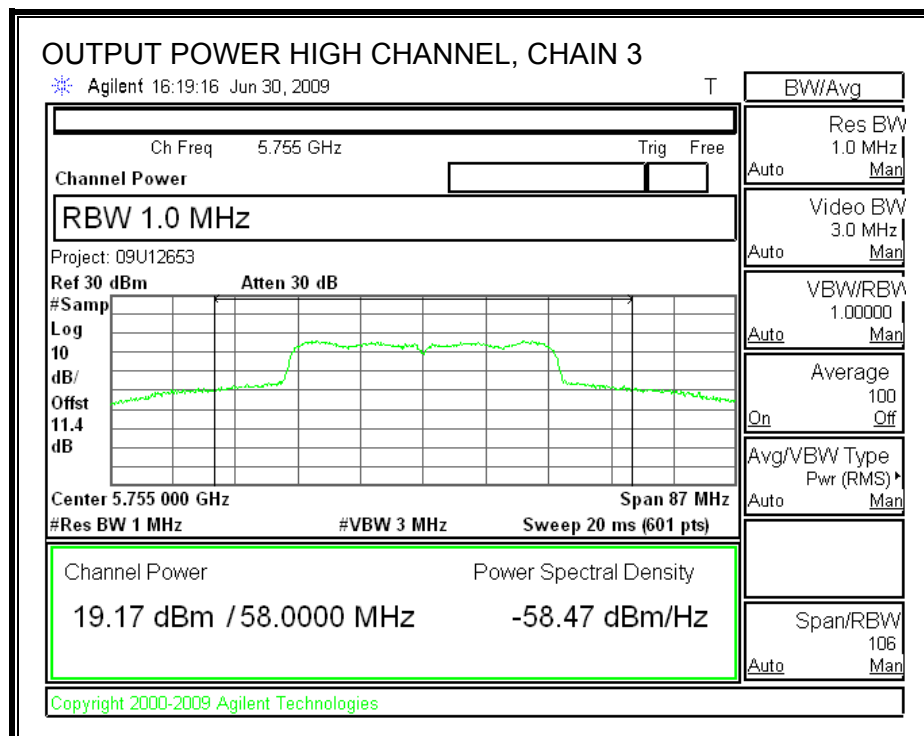 OUTPUT POWER HIGH CHANNEL, CHAIN 3
Agilent 16:19:16 Jun 30, 2009 T
BW/Avg
Ch Freq 5.755 GHz Trig Free
Channel Power
RBW 1.0 MHz
Project: 09U12653
Ref 30 dBm Atten 30 dB
#Samp
Log
10
dB/
Offst
11.4
dB
Center 5.755 000 GHz Span 87 MHz
#Res BW 1 MHz #VBW 3 MHz Sweep 20 ms (601 pts)
Channel Power Power Spectral Density
19.17 dBm / 58.0000 MHz -58.47 dBm/Hz
Res BW
1.0 MHz
Auto Man
Video BW
3.0 MHz
Auto Man
VBW/RBW
1.00000
Auto Man
Average
100
On Off
Avg/VBW Type
Pwr (RMS)
Auto Man
Span/RBW
106
Auto Man
Copyright 2000-2009 Agilent Technologies